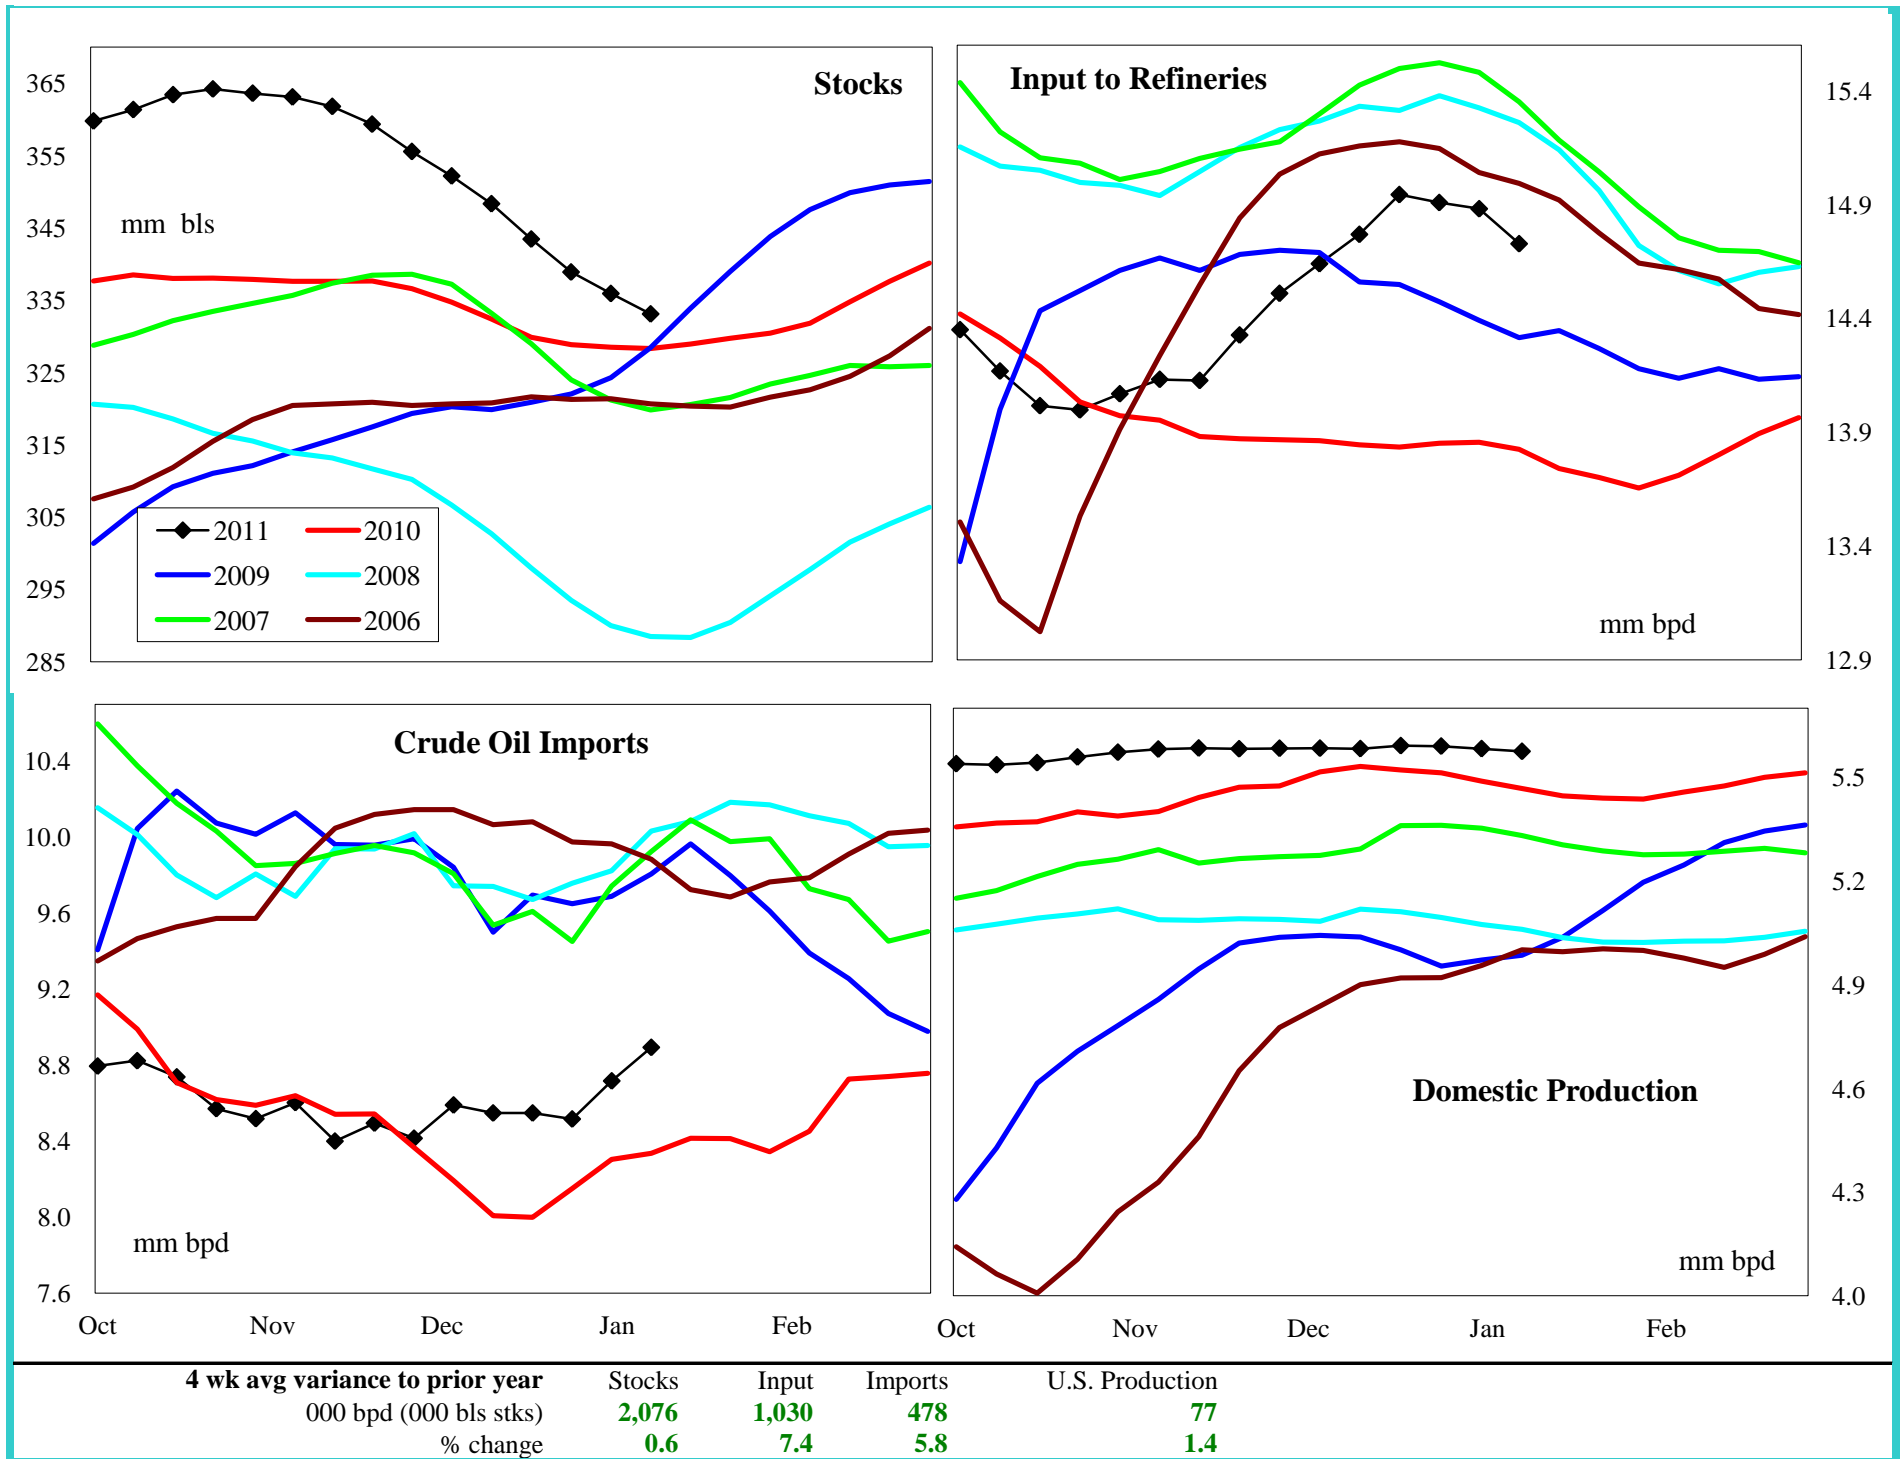 Stocks
365
355
345
335
325
315
305
295
285
mm bls
2011 2010
2009 2008
2007 2006
Input to Refineries
15.4
14.9
14.4
13.9
13.4
12.9
mm bpd
Crude Oil Imports
10.4
10.0
9.6
9.2
8.8
8.4
8.0
7.6
mm bpd
Oct Nov Dec Jan Feb
Domestic Production
5.5
5.2
4.9
4.6
4.3
4.0
mm bpd
Oct Nov Dec Jan Feb
4 wk avg variance to prior year Stocks Input Imports U.S. Production
000 bpd (000 bls stks) 2,076 1,030 478 77
% change 0.6 7.4 5.8 1.4